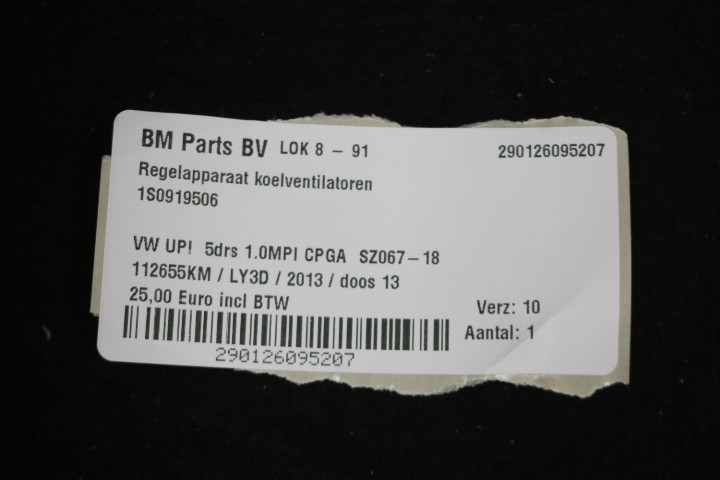 BM Parts BV LOK 8 - 91 290126095207
Regelapparaat koelventilatoren
1S0919506
VW UP! 5drs 1.0MPI CPGA SZ067-18
112655KM / LY3D / 2013 / doos 13
25,00 Euro incl BTW
Verz: 10
Aantal: 1
290126095207